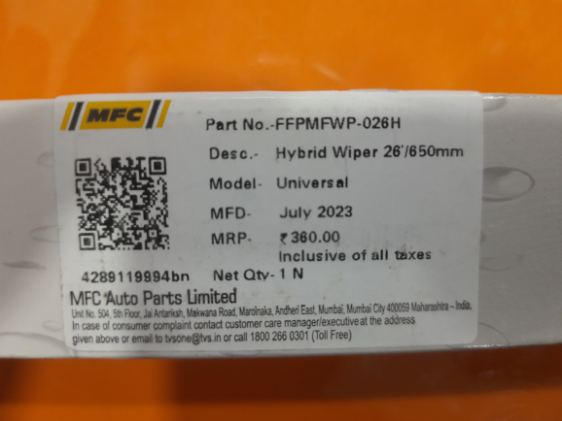 MFC
Part No.-FFPMFWP-026H
Desc.- Hybrid Wiper 26"/650mm
Model- Universal
MFD- July 2023
MRP- ₹360.00
Inclusive of all taxes
4289119994bn Net Qty- 1 N
MFC Auto Parts Limited
Unit No. 504, 5th Floor, Jai Antariksh, Makwana Road, Marolnaka, Andheri East, Mumbai, Mumbai City 400059 Maharashtra - India.
In case of consumer complaint contact customer care manager/executive at the address
given above or email to tvsone@tvs.in or call 1800 266 0301 (Toll Free)